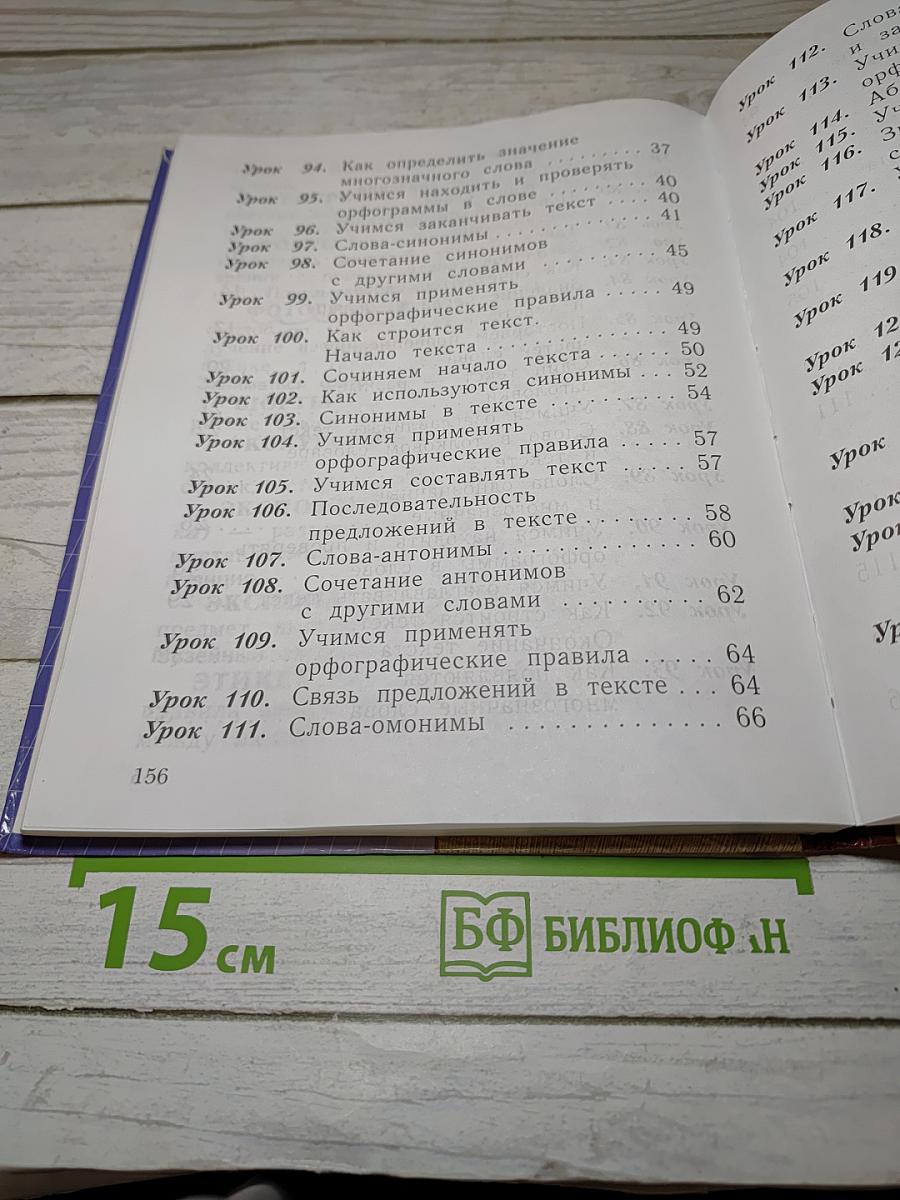 Урок 94. Как определить значение
многозначного слова ......... 37
Урок 95. Учимся находить и проверять
орфограммы в слове ......... 40
Урок 96. Учимся заканчивать текст .... 40
Урок 97. Слова-синонимы ............. 41
Урок 98. Сочетание синонимов
с другими словами .......... 45
Урок 99. Учимся применять
орфографические правила ..... 49
Урок 100. Как строится текст.
Начало текста ............... 49
Урок 101. Сочиняем начало текста ...... 50
Урок 102. Как используются синонимы ... 52
Урок 103. Синонимы в тексте .......... 54
Урок 104. Учимся применять
орфографические правила ..... 57
Урок 105. Учимся составлять текст ..... 57
Урок 106. Последовательность
предложений в тексте ........ 58
Урок 107. Слова-антонимы .............. 60
Урок 108. Сочетание антонимов
с другими словами .......... 62
Урок 109. Учимся применять
орфографические правила ..... 64
Урок 110. Связь предложений в тексте ... 64
Урок 111. Слова-омонимы .............. 66
156
Урок 112.
Урок 113.
Урок 114.
Урок 115.
Урок 116.
Урок 117.
Урок 118.
Урок 119
Урок
Урок
15 см
БФ БИБЛИОФ